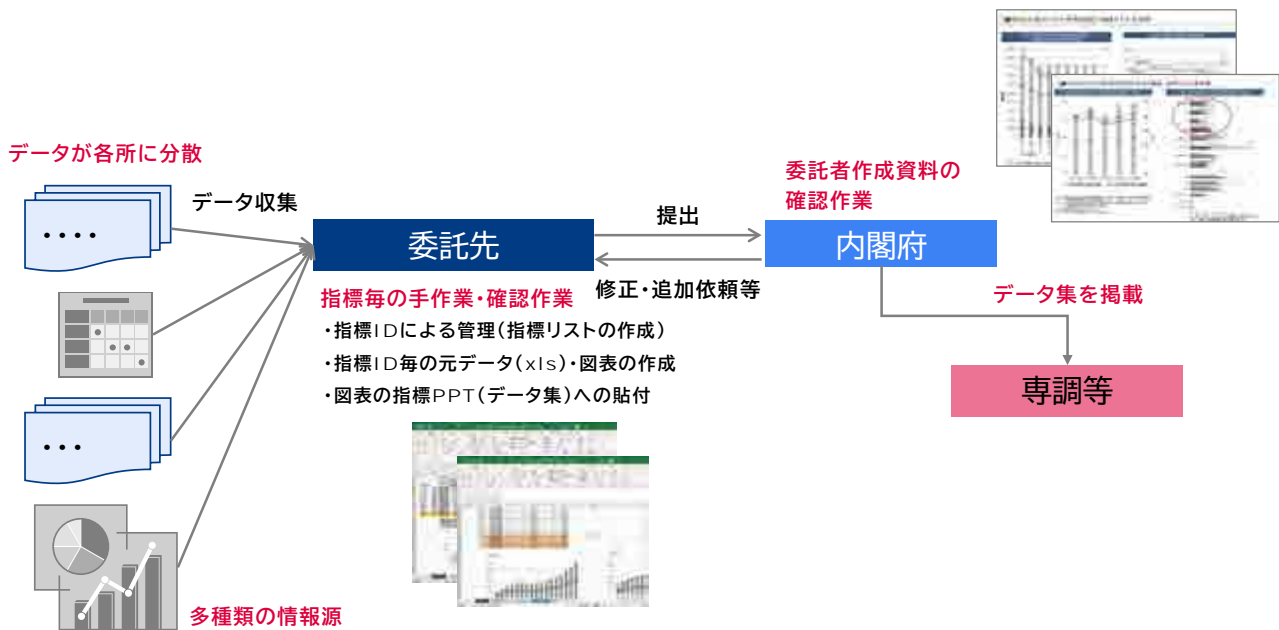 データが各所に分散
データ収集
・・・・
・・・
多種類の情報源
委託先
指標毎の手作業・確認作業
・指標IDによる管理(指標リストの作成)
・指標ID毎の元データ(xls)・図表の作成
・図表の指標PPT(データ集)への貼付
提出
修正・追加依頼等
委託者作成資料の
確認作業
内閣府
データ集を掲載
専調等